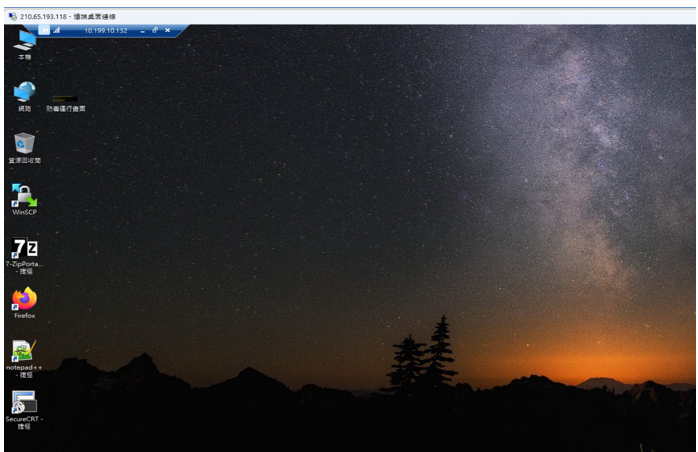 210.65.193.118 - 遠端桌面連線
10.199.10.132
本機
網路
防毒運行畫面
資源回收筒
WinSCP
7-ZipPorta...
- 捷徑
Firefox
notepad++
- 捷徑
SecureCRT -
捷徑